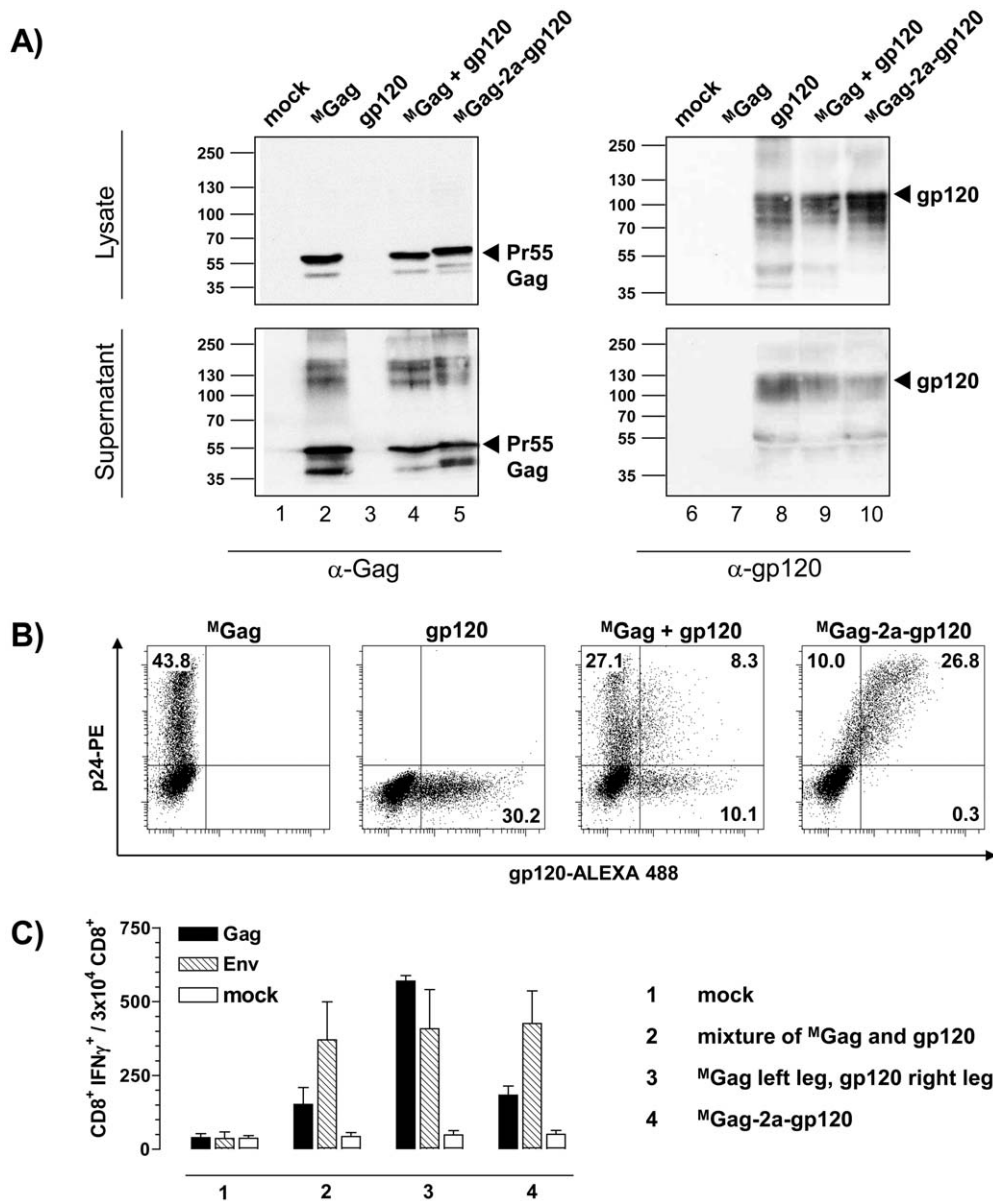 A)
mock
ᴹGag
gp120
ᴹGag + gp120
ᴹGag-2a-gp120
mock
ᴹGag
gp120
ᴹGag + gp120
ᴹGag-2a-gp120
Lysate
250
130
100
70
55
35
Pr55
Gag
250
130
100
70
55
35
gp120
Supernatant
250
130
100
70
55
35
Pr55
Gag
250
130
100
70
55
35
gp120
1 2 3 4 5
6 7 8 9 10
α-Gag
α-gp120
B)
ᴹGag
gp120
ᴹGag + gp120
ᴹGag-2a-gp120
p24-PE
43.8
30.2
27.1
8.3
10.1
10.0
26.8
0.3
gp120-ALEXA 488
C)
CD8⁺ IFNγ⁺ / 3x10⁴ CD8⁺
750
500
250
0
Gag
Env
mock
1 2 3 4
1 mock
2 mixture of ᴹGag and gp120
3 ᴹGag left leg, gp120 right leg
4 ᴹGag-2a-gp120